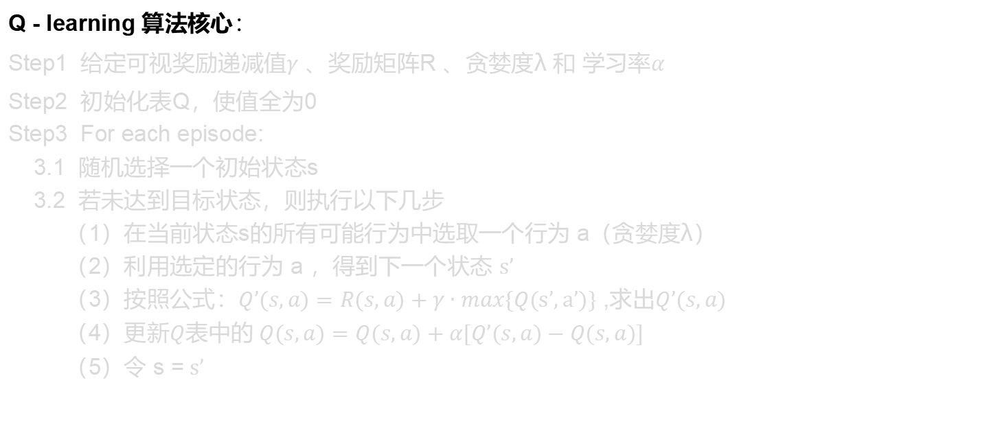 Q - learning 算法核心：
Step1 给定可视奖励递减值γ 、奖励矩阵R 、贪婪度λ 和 学习率α
Step2 初始化表Q，使值全为0
Step3 For each episode:
3.1 随机选择一个初始状态s
3.2 若未达到目标状态，则执行以下几步
（1）在当前状态s的所有可能行为中选取一个行为 a（贪婪度λ）
（2）利用选定的行为 a ，得到下一个状态 s’
（3）按照公式：Q’(s, a) = R(s, a) + γ · max{Q(s’, a’)} ,求出Q’(s, a)
（4）更新Q表中的 Q(s, a) = Q(s, a) + α[Q’(s, a) − Q(s, a)]
（5）令 s = s’